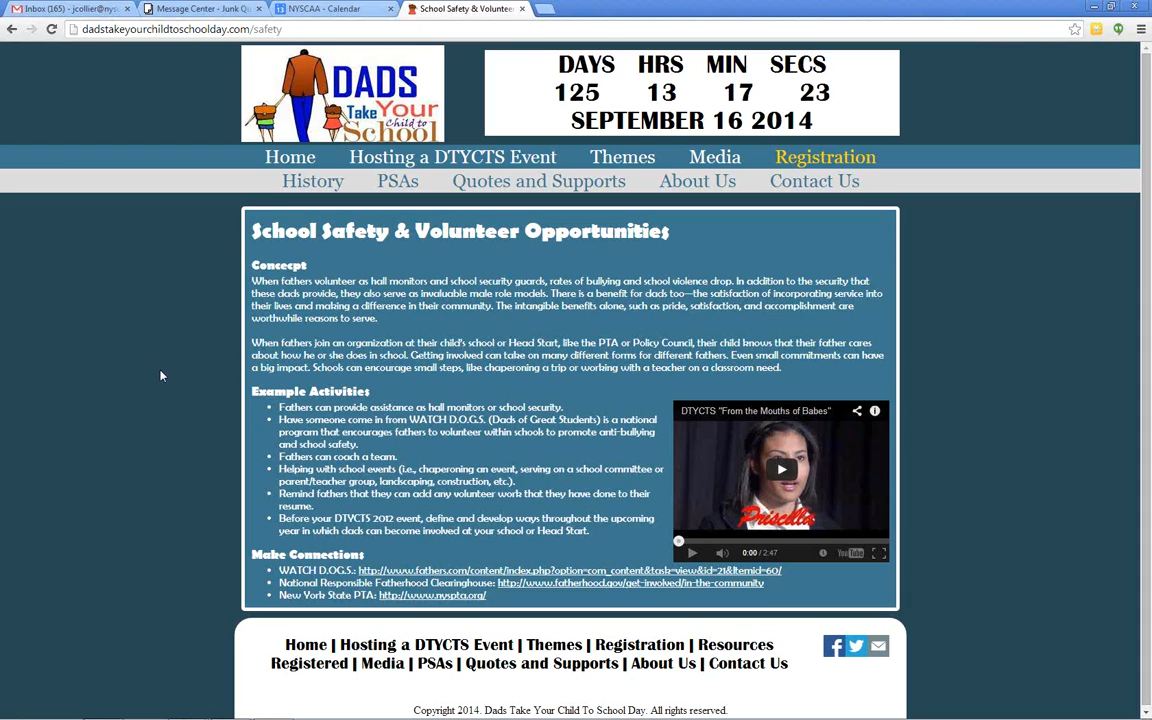 Inbox (165) - jcollier@nys
Message Center - Junk Qu
NYSCAA - Calendar
School Safety & Volunteer
dadstakeyourchildtoschoolday.com/safety
DADS
Take Your
Child to
School
DAYS HRS MIN SECS
125 13 17 23
SEPTEMBER 16 2014
Home Hosting a DTYCTS Event Themes Media Registration
History PSAs Quotes and Supports About Us Contact Us
School Safety & Volunteer Opportunities
Concecpt
When fathers volunteer as hall monitors and school security guards, rates of bullying and school violence drop. In addition to the security that
these dads provide, they also serve as invaluable male role models. There is a benefit for dads too—the satisfaction of incorporating service into
their lives and making a difference in their community. The intangible benefits alone, such as pride, satisfaction, and accomplishment are
worthwhile reasons to serve.
When fathers join an organization at their child's school or Head Start, like the PTA or Policy Council, their child knows that their father cares
about how he or she does in school. Getting involved can take on many different forms for different fathers. Even small commitments can have
a big impact. Schools can encourage small steps, like chaperoning a trip or working with a teacher on a classroom need.
Example Activities
• Fathers can provide assistance as hall monitors or school security.
• Have someone come in from WATCH D.O.G.S. (Dads of Great Students) is a national
program that encourages fathers to volunteer within schools to promote anti-bullying
and school safety.
• Fathers can coach a team.
• Helping with school events (i.e., chaperoning an event, serving on a school committee or
parent/teacher group, landscaping, construction, etc.).
• Remind fathers that they can add any volunteer work that they have done to their
resume.
• Before your DTYCTS 2012 event, define and develop ways throughout the upcoming
year in which dads can become involved at your school or Head Start.
DTYCTS "From the Mouths of Babes"
Priscilla
0:00 / 2:47
YouTube
Make Connections
• WATCH D.OG.S.: http://www.fathers.com/content/index.php?option=com_content&task=view&id=21&Itemid=60/
• National Responsible Fatherhood Clearinghouse: http://www.fatherhood.gov/get-involved/in-the-community
• New York State PTA: http://www.nyspta.org/
Home | Hosting a DTYCTS Event | Themes | Registration | Resources
Registered | Media | PSAs | Quotes and Supports | About Us | Contact Us
Copyright 2014. Dads Take Your Child To School Day. All rights reserved.